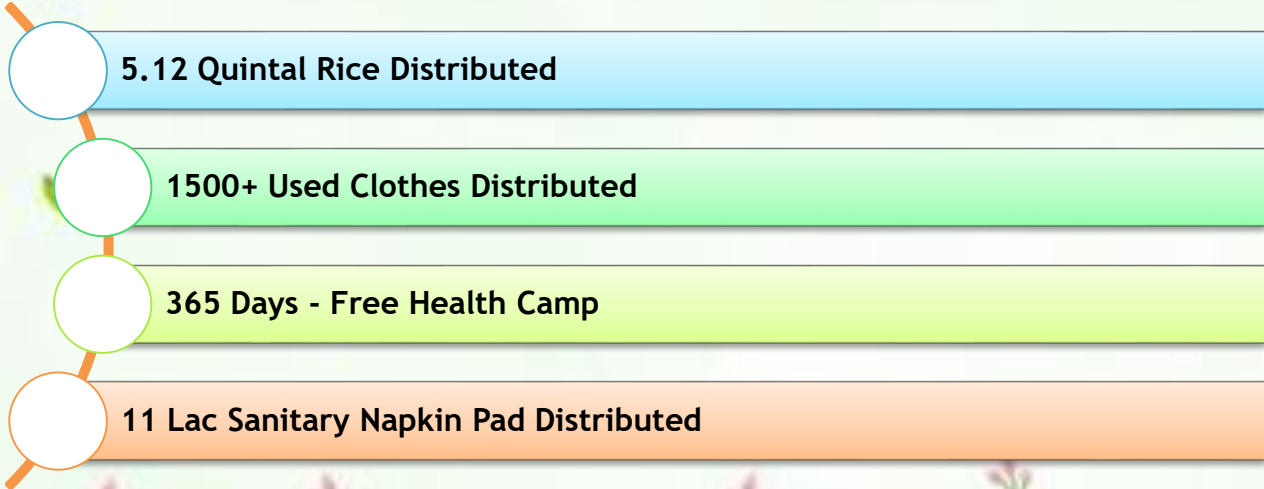 5.12 Quintal Rice Distributed
1500+ Used Clothes Distributed
365 Days - Free Health Camp
11 Lac Sanitary Napkin Pad Distributed